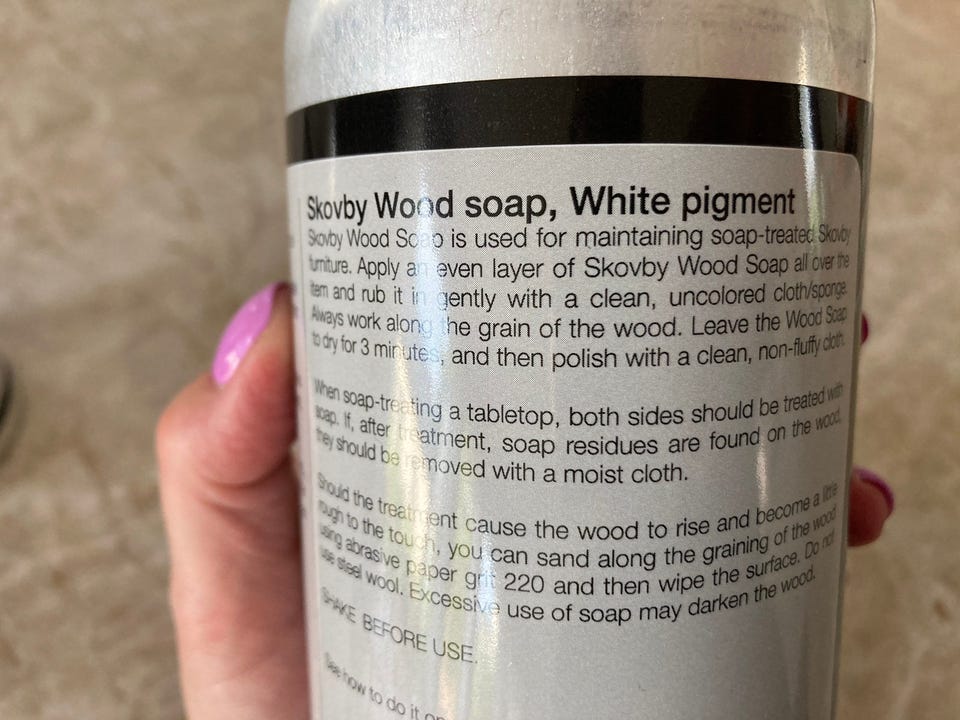 Skovby Wood soap, White pigment
Skovby Wood Soap is used for maintaining soap-treated Skovby
furniture. Apply an even layer of Skovby Wood Soap all over the
item and rub it in gently with a clean, uncolored cloth/sponge.
Always work along the grain of the wood. Leave the Wood Soap
to dry for 3 minutes, and then polish with a clean, non-fluffy cloth.
When soap-treating a tabletop, both sides should be treated with
soap. If, after treatment, soap residues are found on the wood,
they should be removed with a moist cloth.
Should the treatment cause the wood to rise and become a little
rough to the touch, you can sand along the graining of the wood
using abrasive paper grit 220 and then wipe the surface. Do not
use steel wool. Excessive use of soap may darken the wood.
SHAKE BEFORE USE.
See how to do it on